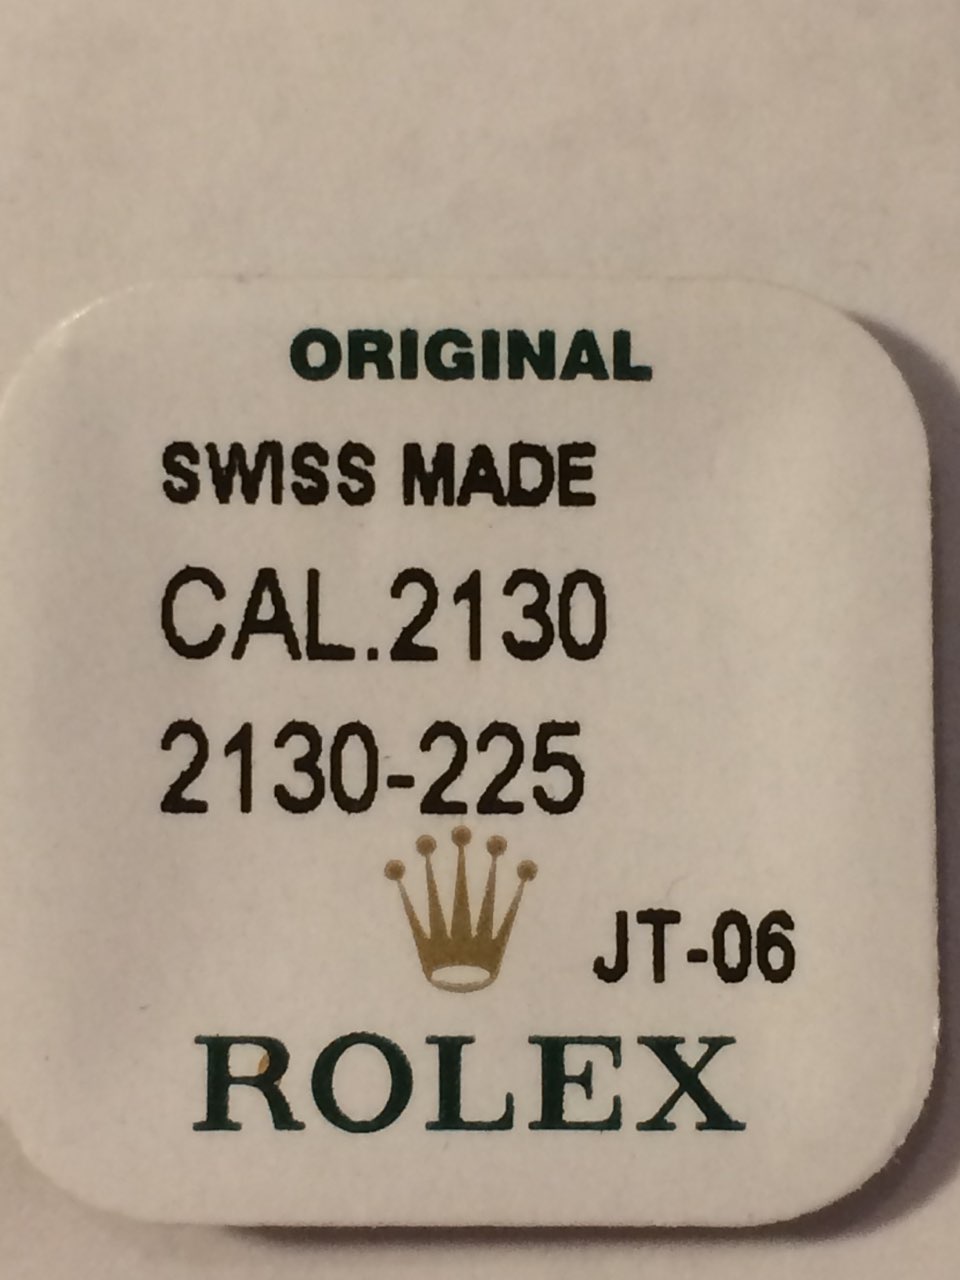 ORIGINAL
SWISS MADE
CAL.2130
2130-225
JT-06
ROLEX